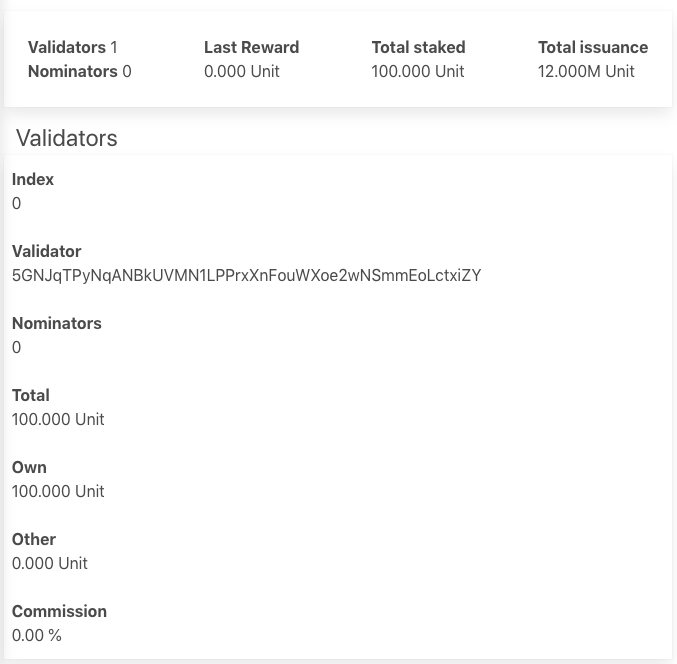 Validators 1
Last Reward
Total staked
Total issuance
Nominators 0
0.000 Unit
100.000 Unit
12.000M Unit
Validators
Index
0
Validator
5GNJqTPyNqANBkUVMN1LPPrxXnFouWXoe2wNSmmEoLctxiZY
Nominators
0
Total
100.000 Unit
Own
100.000 Unit
Other
0.000 Unit
Commission
0.00 %